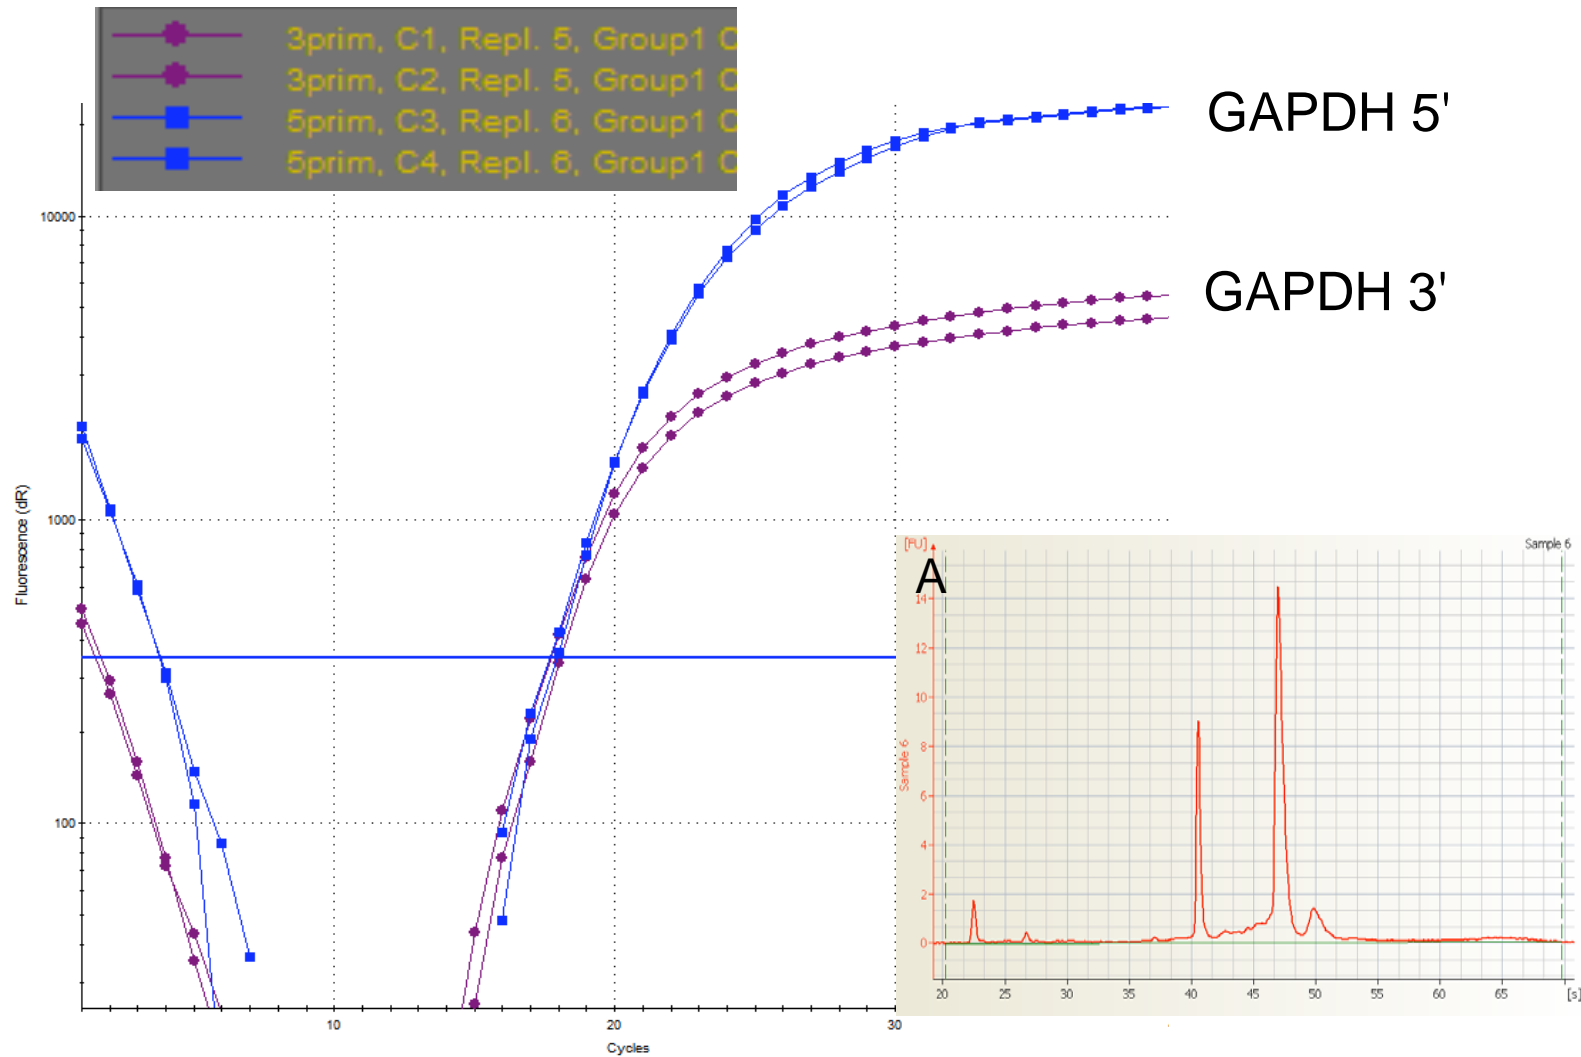 3prim, C1, Repl. 5, Group1
3prim, C2, Repl. 5, Group1
5prim, C3, Repl. 6, Group1
5prim, C4, Repl. 6, Group1
GAPDH 5'
GAPDH 3'
10000
1000
100
Fluorescence (dR)
10
20
30
Cycles
[FU]
Sample 6
A
14
12
10
8
6
4
2
0
Sample 6
20
25
30
35
40
45
50
55
60
65
[s]